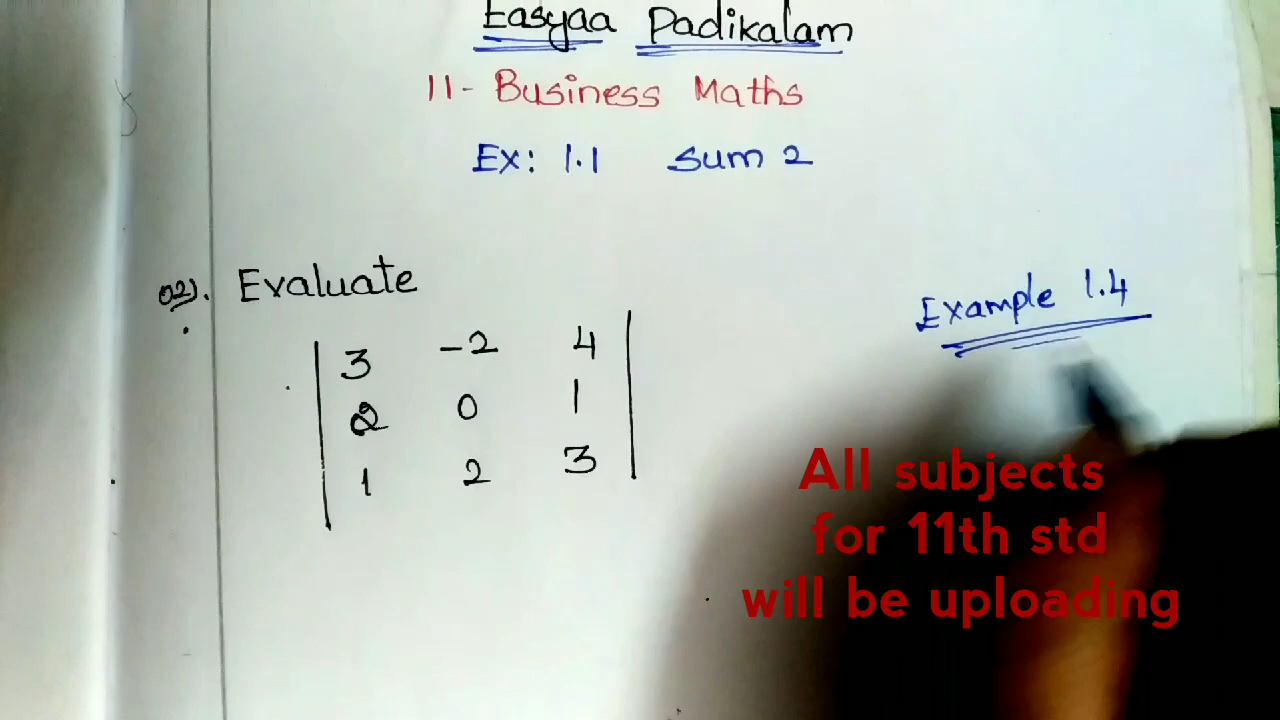 Easyaa Padikalam
11- Business Maths
Ex: 1.1 Sum 2
02). Evaluate
Example 1.4
3 -2 4
2 0 1
1 2 3
All subjects
for 11th std
will be uploading